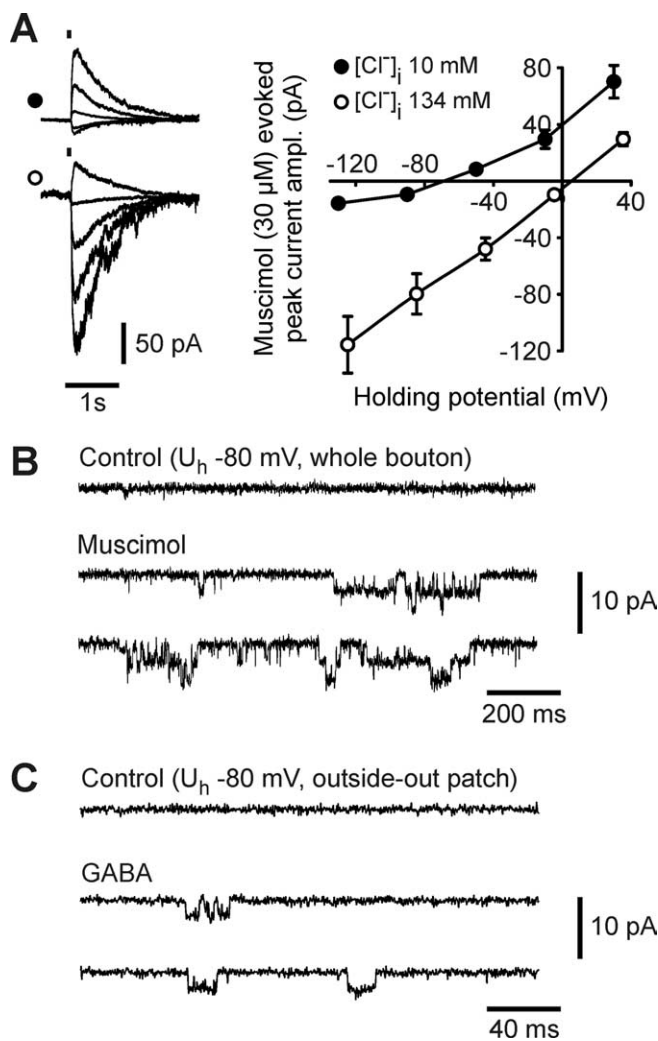 A
50 pA
1s
Muscimol (30 µM) evoked
peak current ampl. (pA)
[Cl⁻]i 10 mM
[Cl⁻]i 134 mM
80
40
-120
-80
-40
40
-40
-80
-120
Holding potential (mV)
B
Control (Uh -80 mV, whole bouton)
Muscimol
10 pA
200 ms
C
Control (Uh -80 mV, outside-out patch)
GABA
10 pA
40 ms